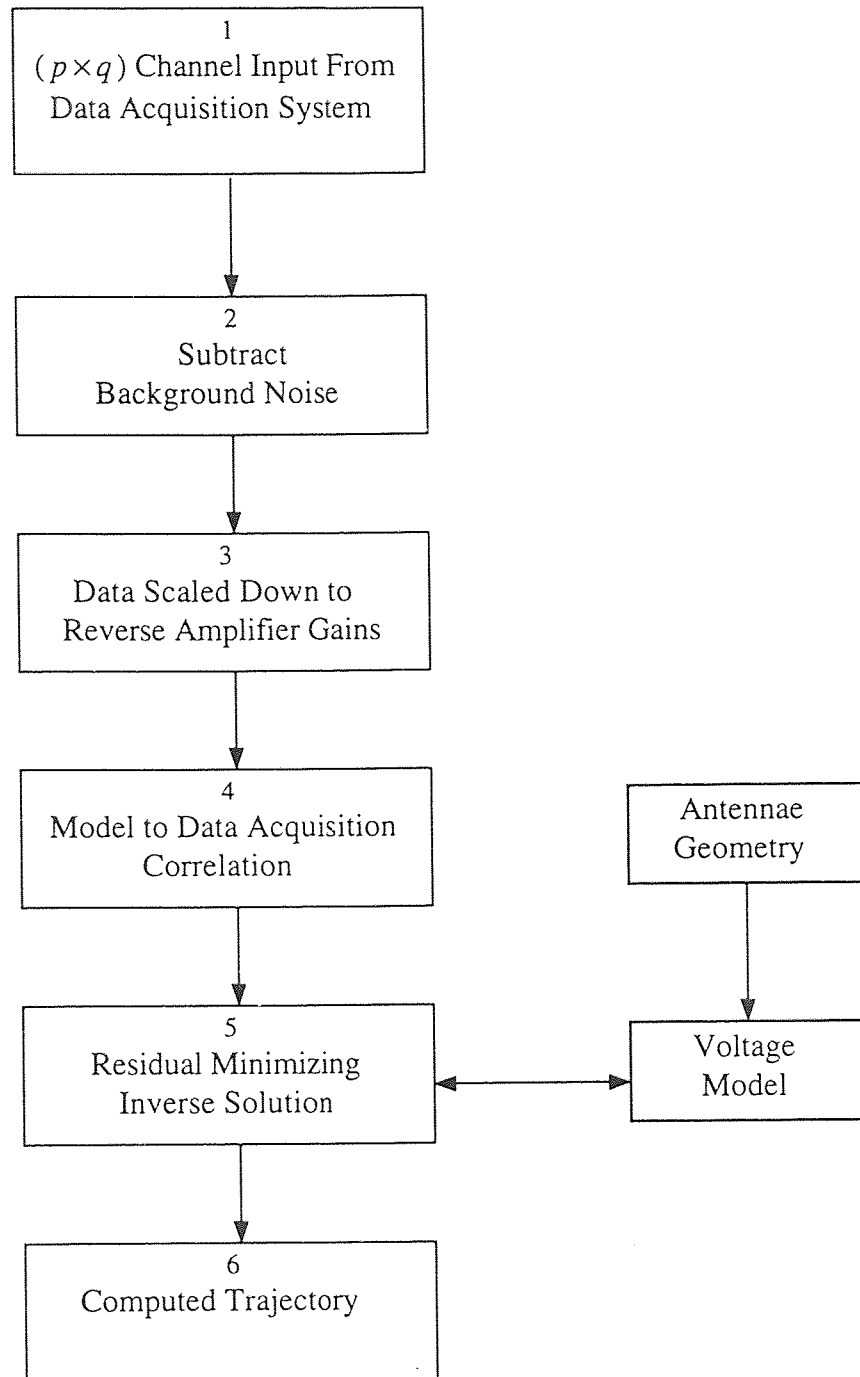 1
(p×q) Channel Input From
Data Acquisition System
2
Subtract
Background Noise
3
Data Scaled Down to
Reverse Amplifier Gains
4
Model to Data Acquisition
Correlation
Antennae
Geometry
5
Residual Minimizing
Inverse Solution
Voltage
Model
6
Computed Trajectory